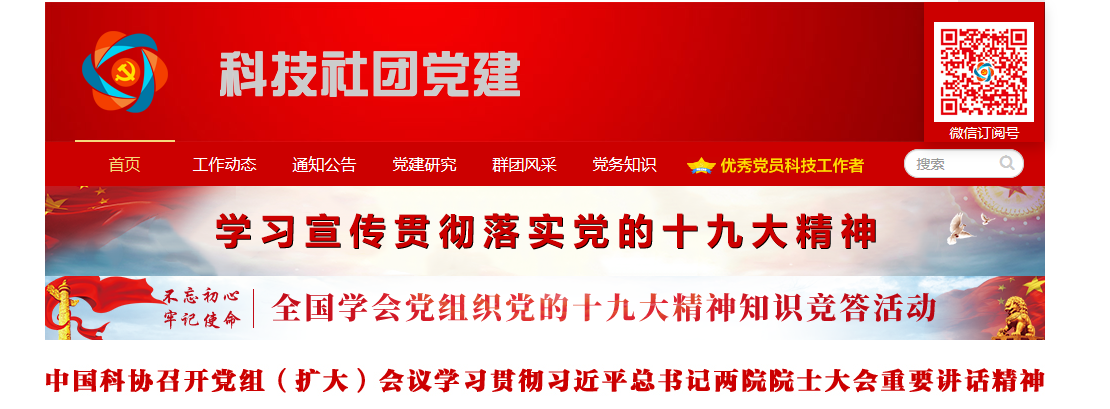 科技社团党建
微信订阅号
首页 工作动态 通知公告 党建研究 群团风采 党务知识 优秀党员科技工作者 搜索
学习宣传贯彻落实党的十九大精神
不忘初心
牢记使命
全国学会党组织党的十九大精神知识竞答活动
中国科协召开党组（扩大）会议学习贯彻习近平总书记两院院士大会重要讲话精神